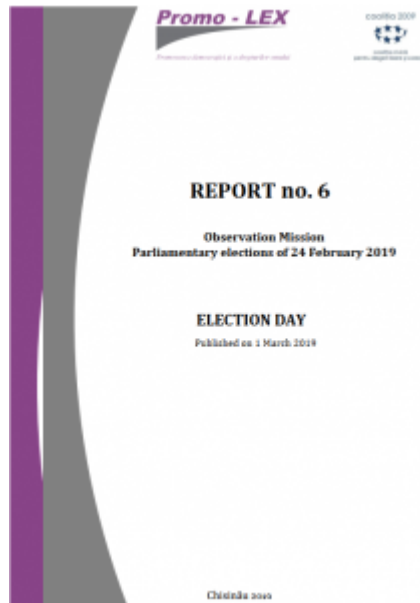 Promo - LEX
coaliția 2009
REPORT no. 6
Observation Mission
Parliamentary elections of 24 February 2019
ELECTION DAY
Published on 1 March 2019
Chisinău 2019